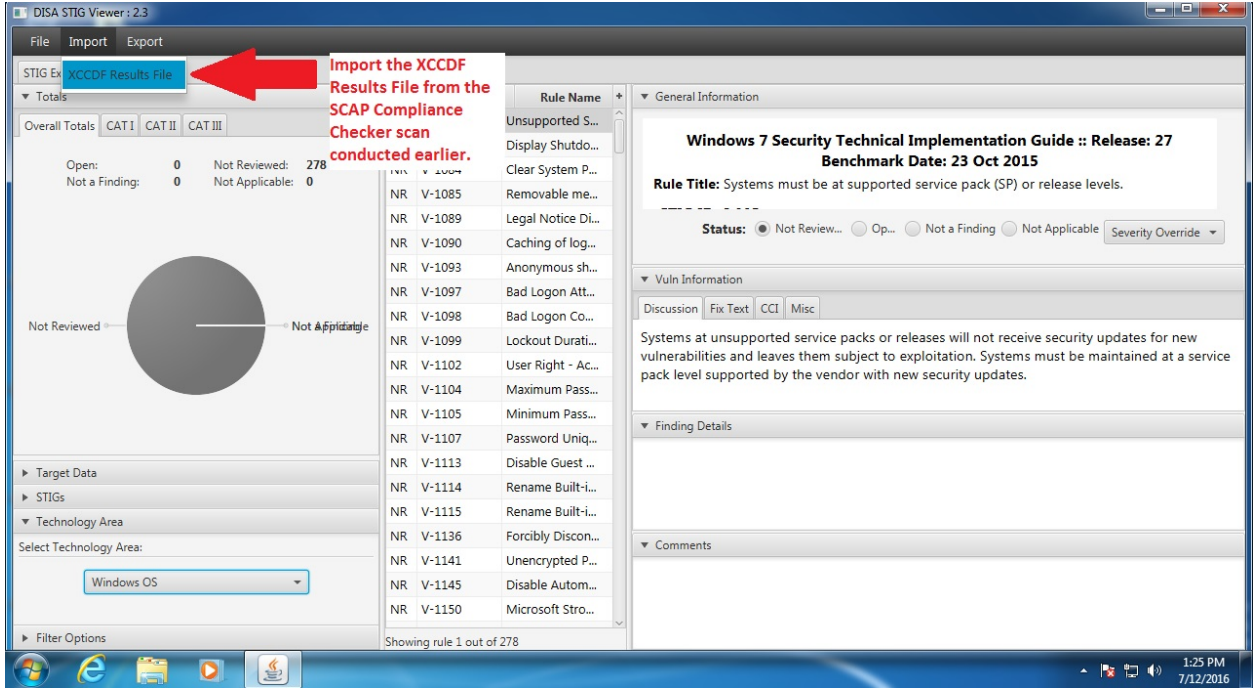 DISA STIG Viewer : 2.3
File Import Export
STIG Ex
XCCDF Results File
Import the XCCDF
Results File from the
SCAP Compliance
Checker scan
conducted earlier.
Totals
Overall Totals CAT I CAT II CAT III
Open: 0 Not Reviewed: 278
Not a Finding: 0 Not Applicable: 0
Not Reviewed
Target Data
STIGs
Technology Area
Select Technology Area:
Windows OS
Filter Options
Rule Name +
Unsupported S...
Display Shutdo...
Clear System P...
NR V-1085 Removable me...
NR V-1089 Legal Notice Di...
NR V-1090 Caching of log...
NR V-1093 Anonymous sh...
NR V-1097 Bad Logon Att...
NR V-1098 Bad Logon Co...
NR V-1099 Lockout Durati...
NR V-1102 User Right - Ac...
NR V-1104 Maximum Pass...
NR V-1105 Minimum Pass...
NR V-1107 Password Uniq...
NR V-1113 Disable Guest ...
NR V-1114 Rename Built-i...
NR V-1115 Rename Built-i...
NR V-1136 Forcibly Discon...
NR V-1141 Unencrypted P...
NR V-1145 Disable Autom...
NR V-1150 Microsoft Stro...
Showing rule 1 out of 278
General Information
Windows 7 Security Technical Implementation Guide :: Release: 27
Benchmark Date: 23 Oct 2015
Rule Title: Systems must be at supported service pack (SP) or release levels.
Status: Not Review... Op... Not a Finding Not Applicable Severity Override
Vuln Information
Discussion Fix Text CCI Misc
Systems at unsupported service packs or releases will not receive security updates for new
vulnerabilities and leaves them subject to exploitation. Systems must be maintained at a service
pack level supported by the vendor with new security updates.
Finding Details
Comments
1:25 PM
7/12/2016